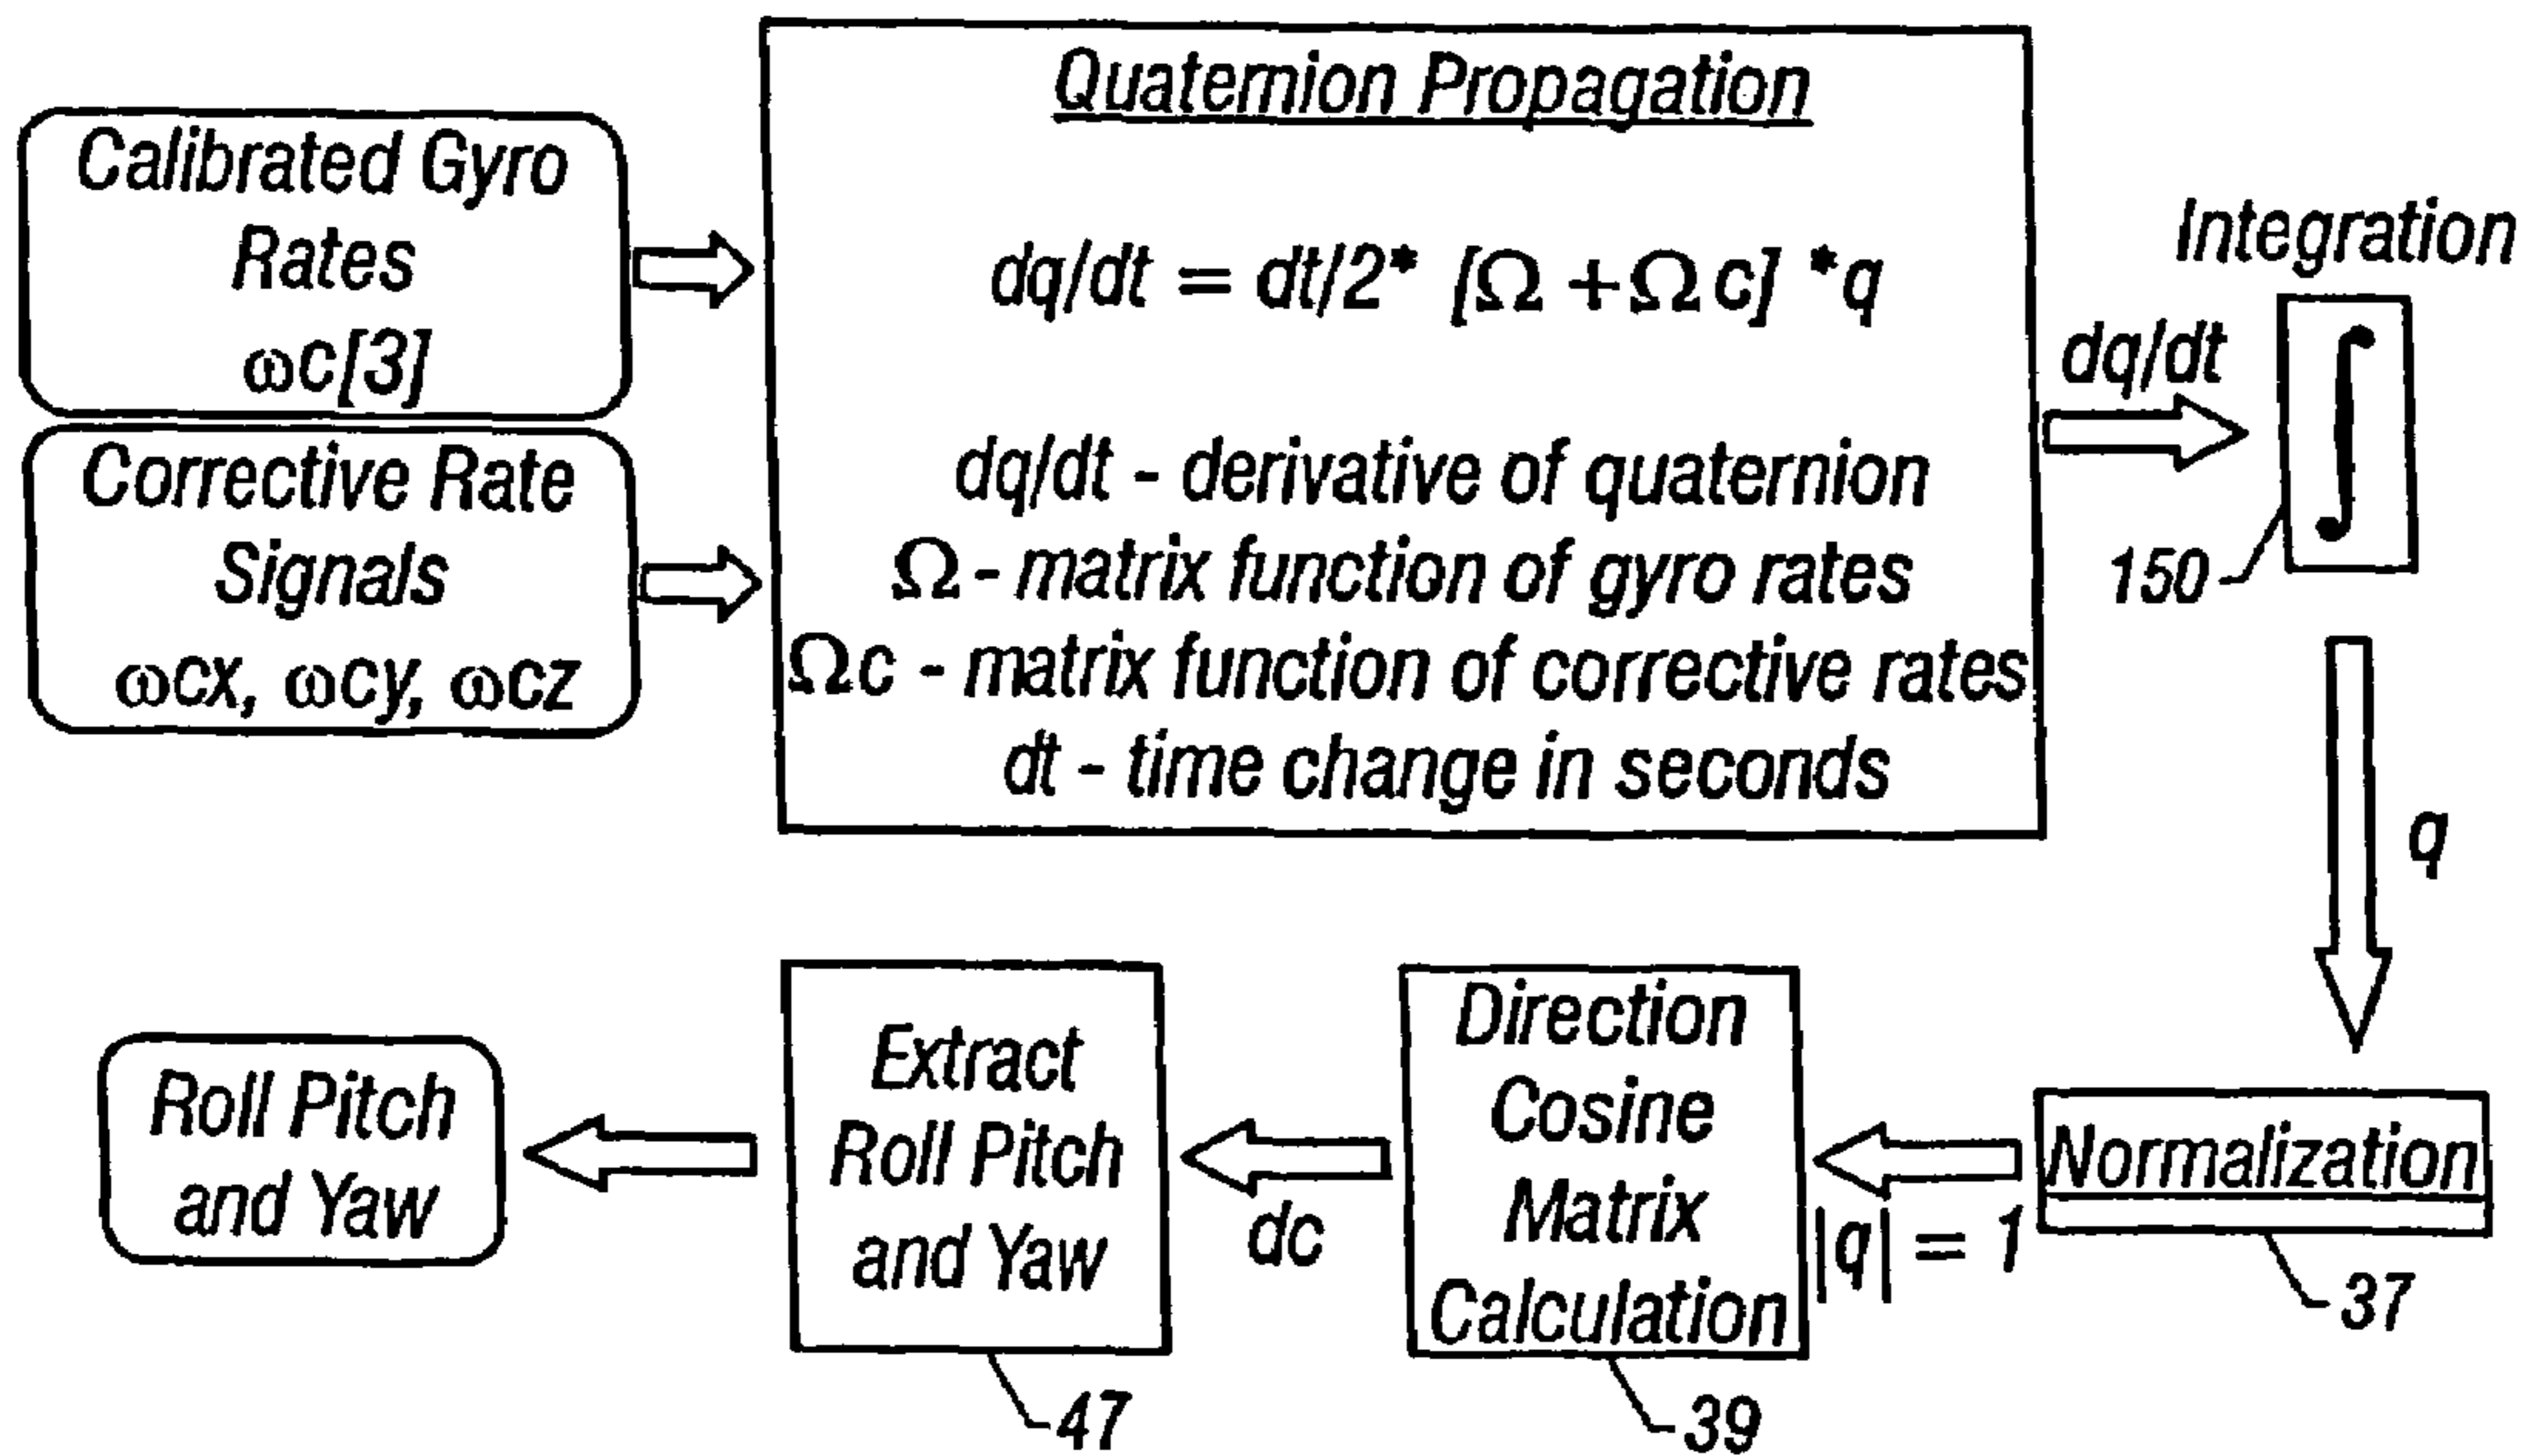 Calibrated Gyro
Rates
ωc[3]
Corrective Rate
Signals
ωcx, ωcy, ωcz
Quaternion Propagation
dq/dt = dt/2* [Ω +Ωc] *q
dq/dt - derivative of quaternion
Ω - matrix function of gyro rates
Ωc - matrix function of corrective rates
dt - time change in seconds
dq/dt
Integration
∫
150
q
Normalization
37
|q| = 1
Direction
Cosine
Matrix
Calculation
39
dc
Extract
Roll Pitch
and Yaw
47
Roll Pitch
and Yaw